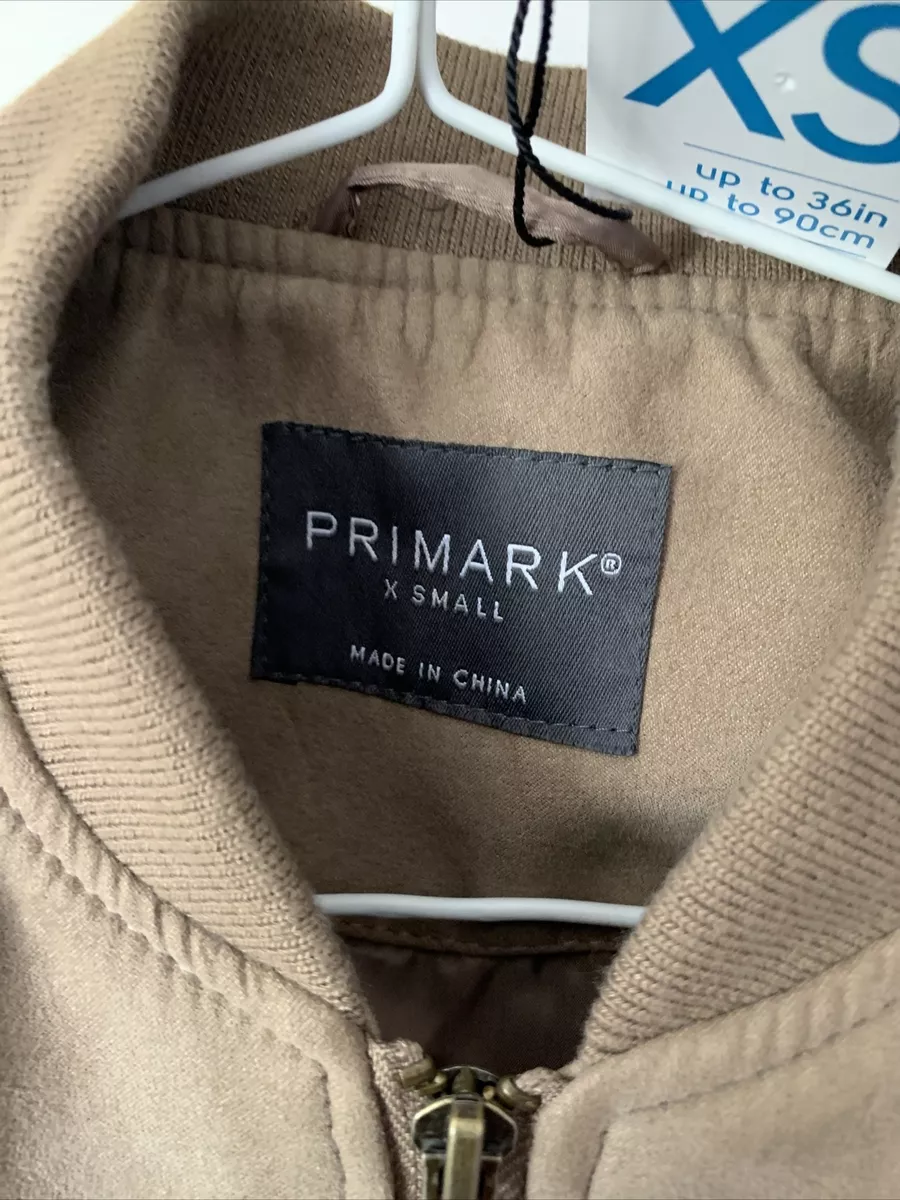 XS
up to 36in
up to 90cm
PRIMARK®
X SMALL
MADE IN CHINA